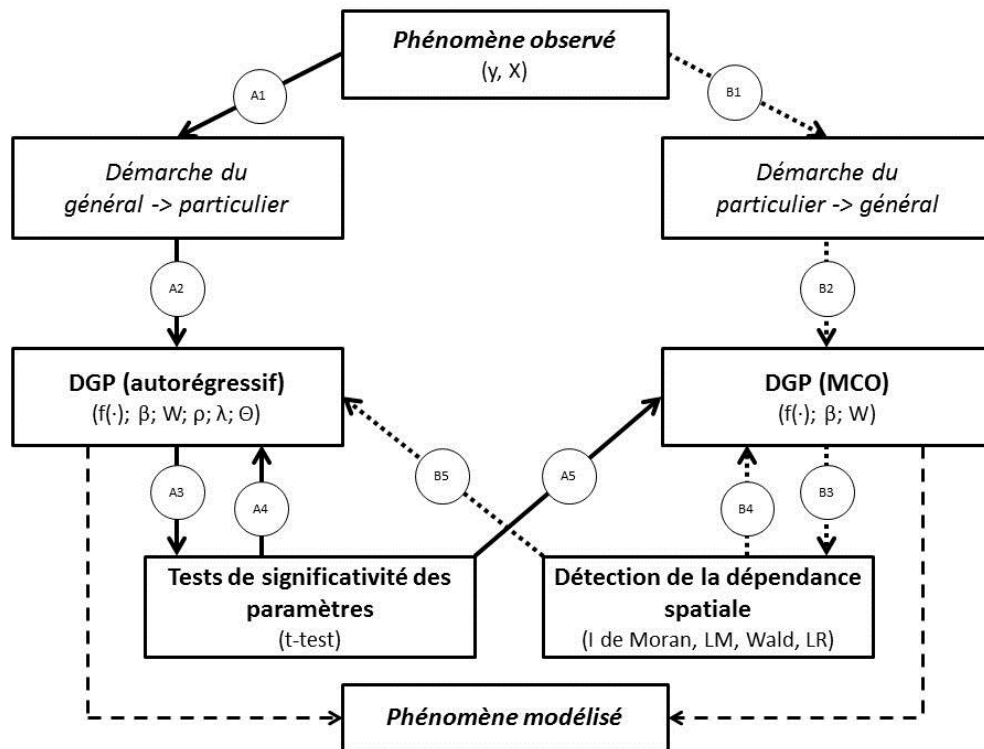 Phénomène observé
(y, X)
A1
B1
Démarche du
général -> particulier
Démarche du
particulier -> général
A2
B2
DGP (autorégressif)
(f(·); β; W; ρ; λ; Θ)
DGP (MCO)
(f(·); β; W)
A3
A4
B5
A5
B4
B3
Tests de significativité des
paramètres
(t-test)
Détection de la dépendance
spatiale
(I de Moran, LM, Wald, LR)
Phénomène modélisé